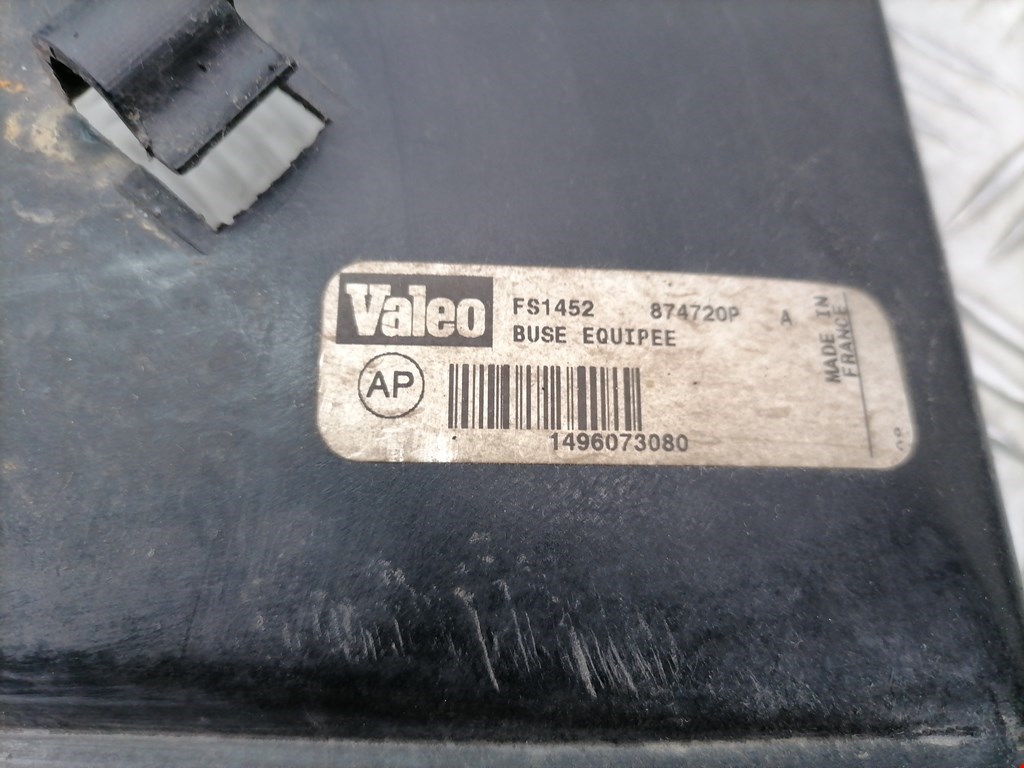 Valeo
FS1452 874720P A
BUSE EQUIPEE
AP
1496073080
MADE IN
FRANCE